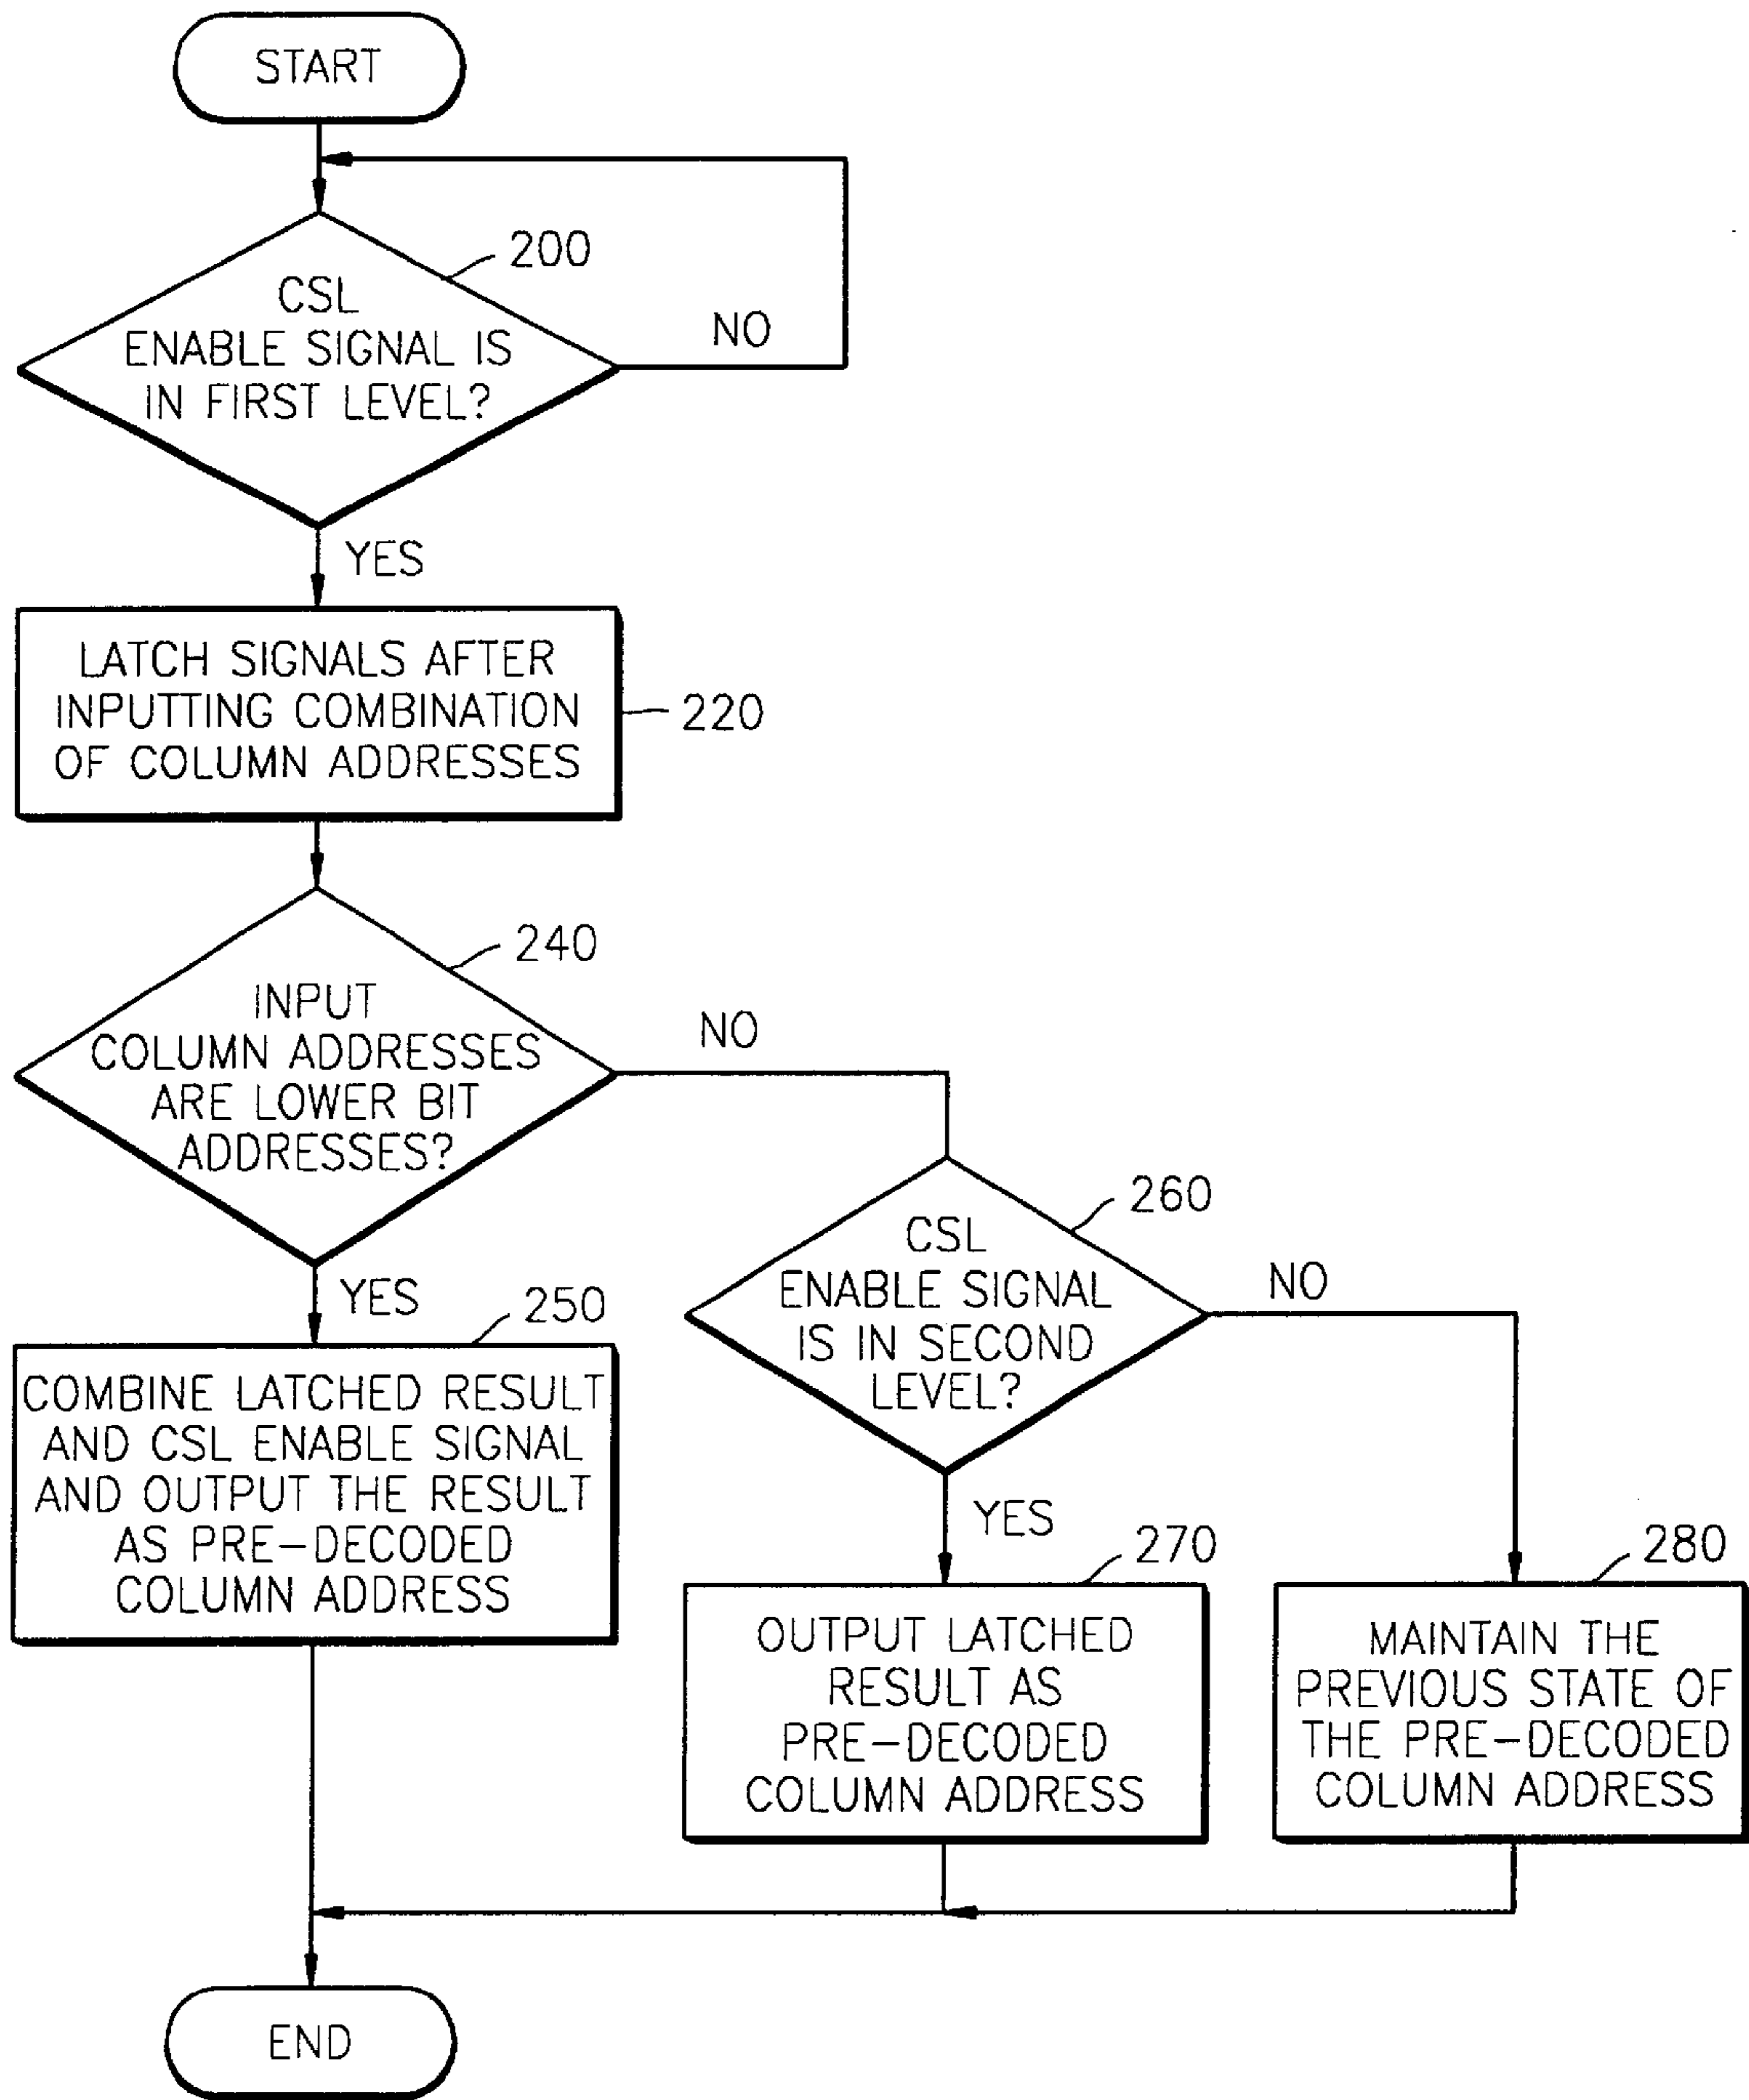 START
200
CSL
ENABLE SIGNAL IS
IN FIRST LEVEL?
NO
YES
LATCH SIGNALS AFTER
INPUTTING COMBINATION
OF COLUMN ADDRESSES
220
240
INPUT
COLUMN ADDRESSES
ARE LOWER BIT
ADDRESSES?
NO
YES
250
COMBINE LATCHED RESULT
AND CSL ENABLE SIGNAL
AND OUTPUT THE RESULT
AS PRE-DECODED
COLUMN ADDRESS
260
CSL
ENABLE SIGNAL
IS IN SECOND
LEVEL?
NO
YES
270
OUTPUT LATCHED
RESULT AS
PRE-DECODED
COLUMN ADDRESS
280
MAINTAIN THE
PREVIOUS STATE OF
THE PRE-DECODED
COLUMN ADDRESS
END